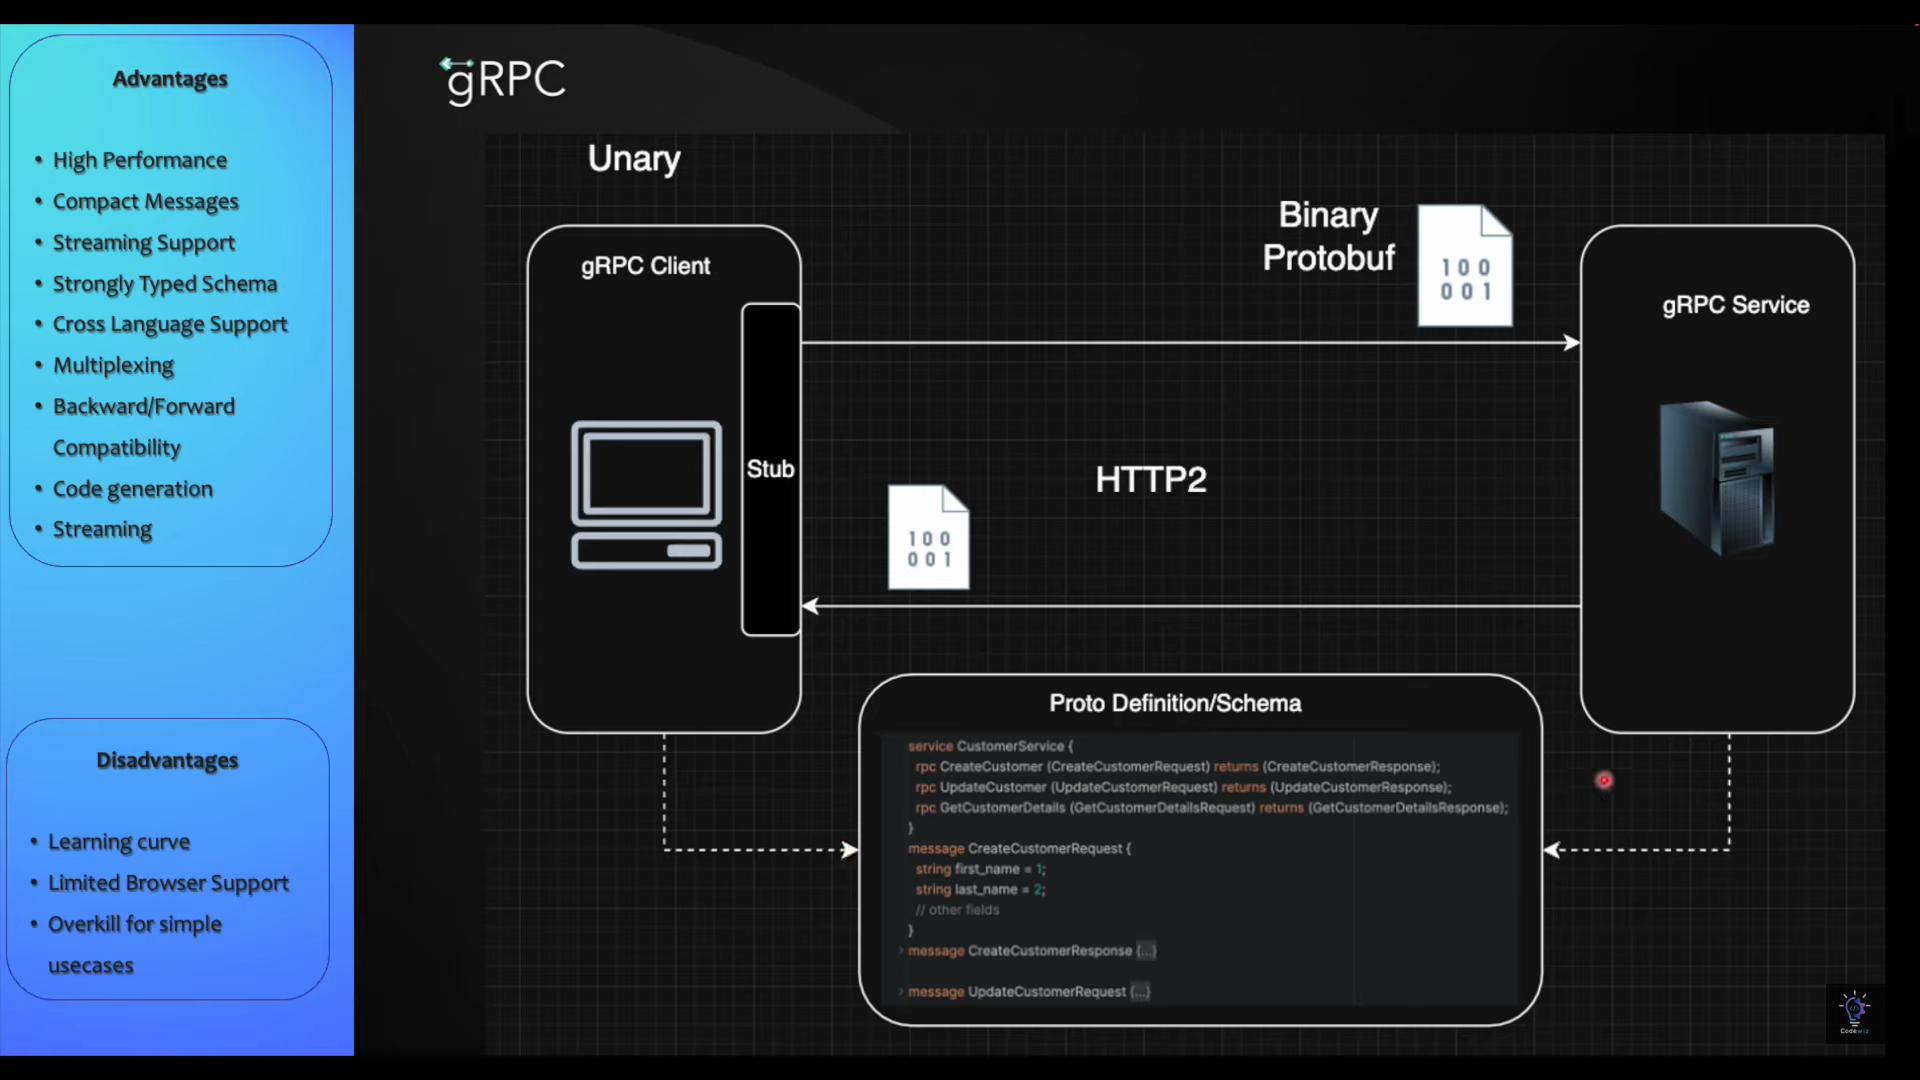 Advantages
• High Performance
• Compact Messages
• Streaming Support
• Strongly Typed Schema
• Cross Language Support
• Multiplexing
• Backward/Forward
Compatibility
• Code generation
• Streaming
Disadvantages
• Learning curve
• Limited Browser Support
• Overkill for simple
usecases
gRPC
Unary
gRPC Client
Stub
Binary
Protobuf
100
001
HTTP2
100
001
gRPC Service
Proto Definition/Schema
service CustomerService {
rpc CreateCustomer (CreateCustomerRequest) returns (CreateCustomerResponse);
rpc UpdateCustomer (UpdateCustomerRequest) returns (UpdateCustomerResponse);
rpc GetCustomerDetails (GetCustomerDetailsRequest) returns (GetCustomerDetailsResponse);
}
message CreateCustomerRequest {
string first_name = 1;
string last_name = 2;
// other fields
}
> message CreateCustomerResponse {...}
> message UpdateCustomerRequest {...}
Codewiz